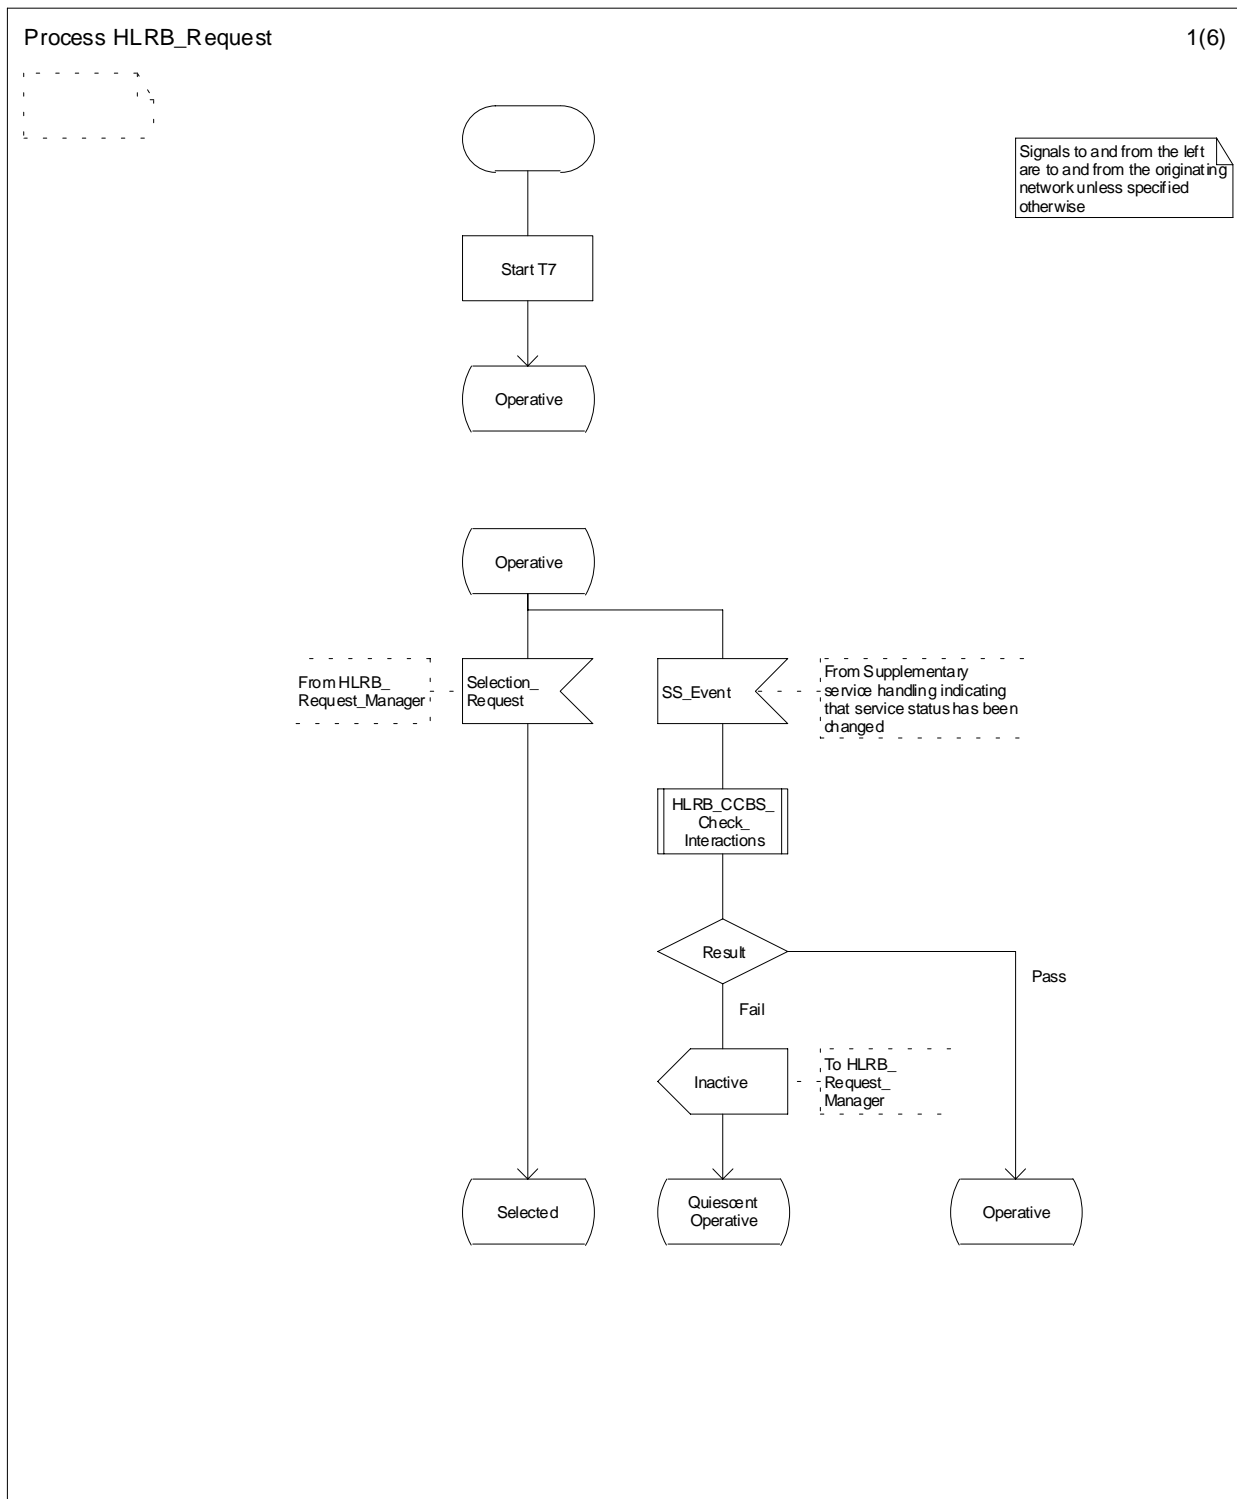 Process HLRB_Request
1(6)
Signals to and from the left
are to and from the originating
network unless specified
otherwise
Start T7
Operative
Operative
From HLRB_
Request_Manager
Selection_
Request
SS_Event
From Supplementary
service handling indicating
that service status has been
changed
HLRB_CCBS_
Check_
Interactions
Result
Pass
Fail
Inactive
To HLRB_
Request_
Manager
Selected
Quiescent
Operative
Operative